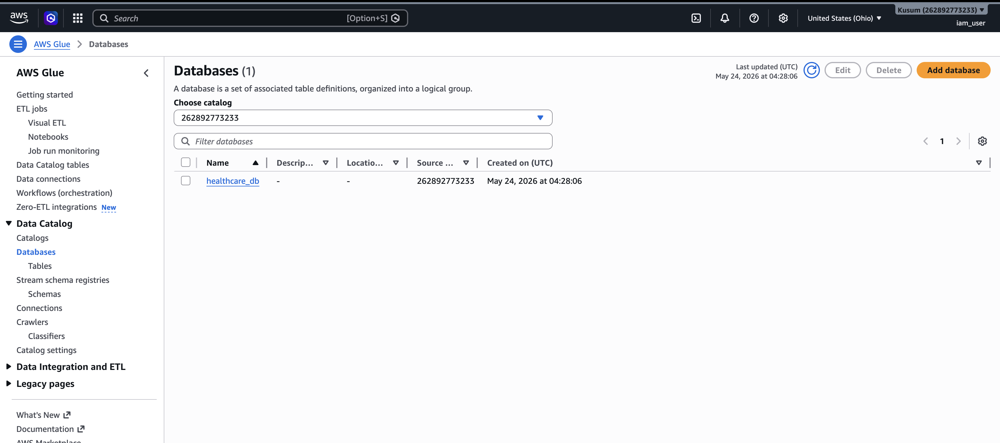 aws
Search [Option+S]
United States (Ohio)
Kusum (262892773233)
iam_user
AWS Glue
Databases
AWS Glue
Getting started
ETL jobs
Visual ETL
Notebooks
Job run monitoring
Data Catalog tables
Data connections
Workflows (orchestration)
Zero-ETL integrations New
Data Catalog
Catalogs
Databases
Tables
Stream schema registries
Schemas
Connections
Crawlers
Classifiers
Catalog settings
Data Integration and ETL
Legacy pages
What's New
Documentation
AWS Marketplace
Databases (1)
Last updated (UTC)
May 24, 2026 at 04:28:06
Edit
Delete
Add database
A database is a set of associated table definitions, organized into a logical group.
Choose catalog
262892773233
Filter databases
1
Name Descrip... Locatio... Source ... Created on (UTC)
healthcare_db - - 262892773233 May 24, 2026 at 04:28:06